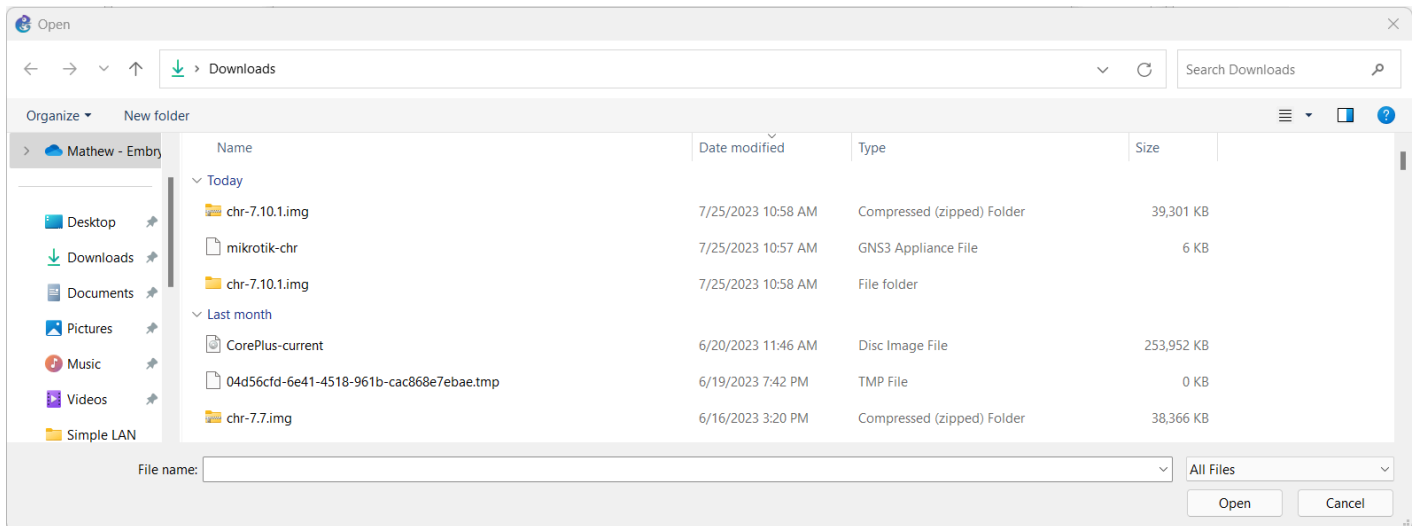 Open
Downloads
Search Downloads
Organize
New folder
Mathew - Embry
Name
Date modified
Type
Size
Today
chr-7.10.1.img 7/25/2023 10:58 AM Compressed (zipped) Folder 39,301 KB
mikrotik-chr 7/25/2023 10:57 AM GNS3 Appliance File 6 KB
chr-7.10.1.img 7/25/2023 10:58 AM File folder
Last month
CorePlus-current 6/20/2023 11:46 AM Disc Image File 253,952 KB
04d56cfd-6e41-4518-961b-cac868e7ebae.tmp 6/19/2023 7:42 PM TMP File 0 KB
chr-7.7.img 6/16/2023 3:20 PM Compressed (zipped) Folder 38,366 KB
Desktop
Downloads
Documents
Pictures
Music
Videos
Simple LAN
File name:
All Files
Open
Cancel